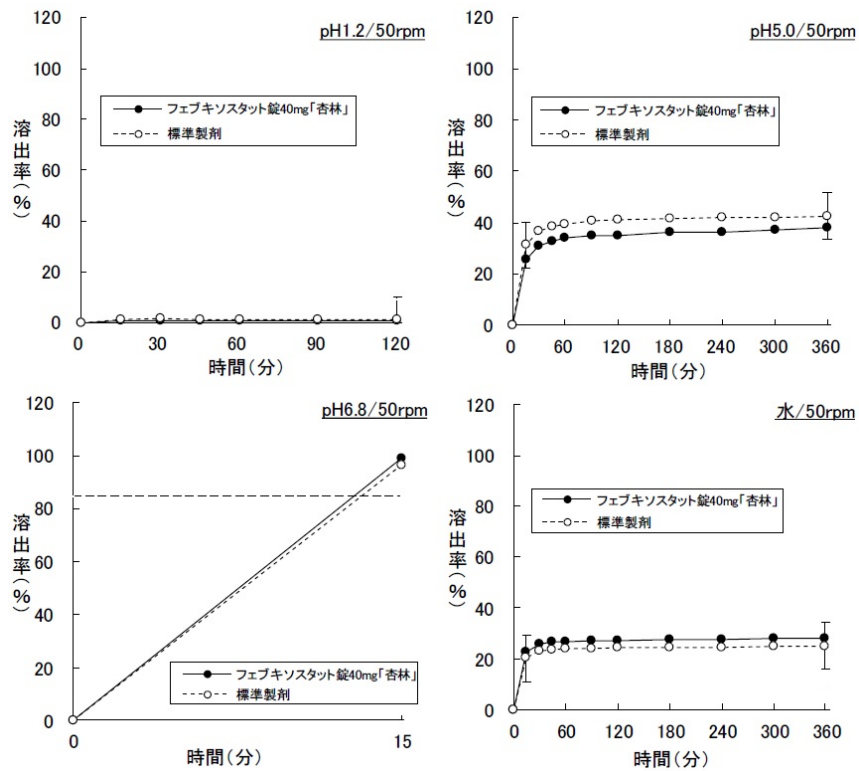 pH1.2/50rpm
120
100
80
60
40
20
0
溶出率(%)
フェブキソスタット錠40mg「杏林」
標準製剤
0 30 60 90 120
時間(分)
pH5.0/50rpm
120
100
80
60
40
20
0
溶出率(%)
フェブキソスタット錠40mg「杏林」
標準製剤
0 60 120 180 240 300 360
時間(分)
pH6.8/50rpm
120
100
80
60
40
20
0
溶出率(%)
フェブキソスタット錠40mg「杏林」
標準製剤
0 15
時間(分)
水/50rpm
120
100
80
60
40
20
0
溶出率(%)
フェブキソスタット錠40mg「杏林」
標準製剤
0 60 120 180 240 300 360
時間(分)